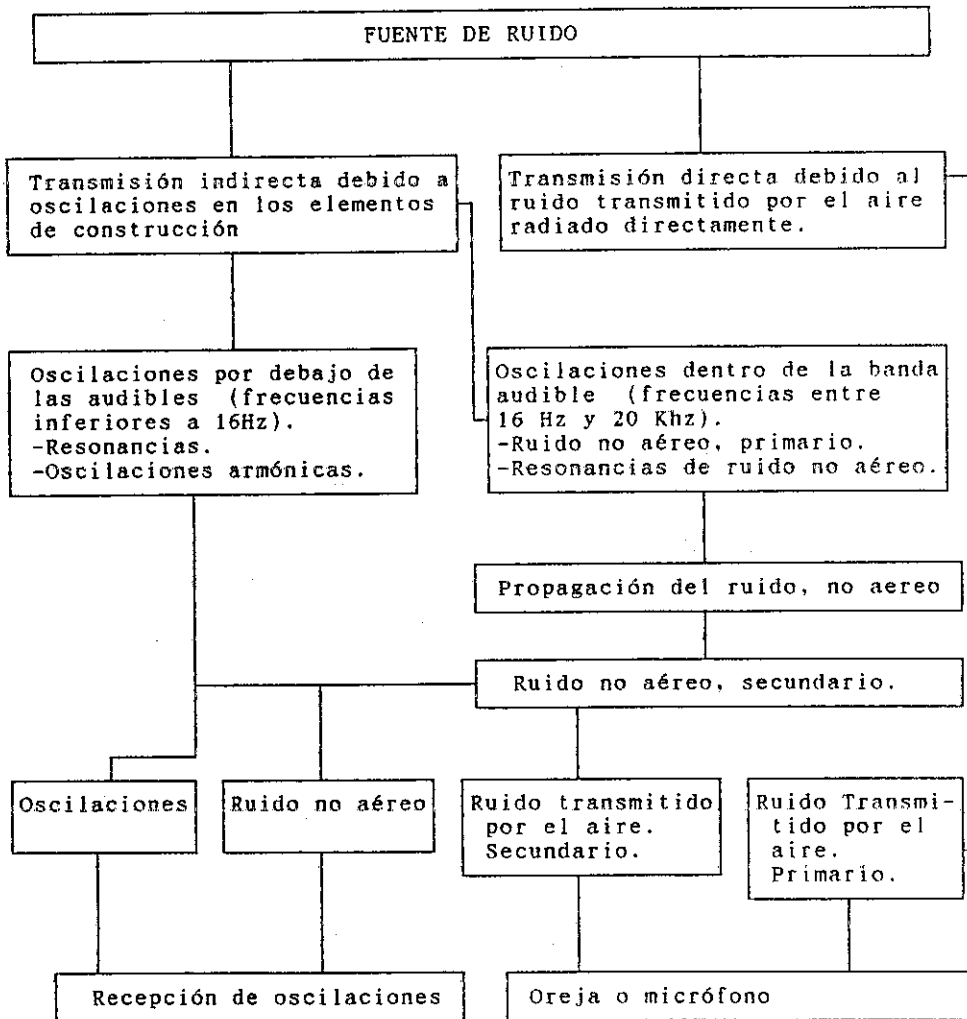 FUENTE DE RUIDO
Transmisión indirecta debido a
oscilaciones en los elementos
de construcción
Transmisión directa debido al
ruido transmitido por el aire
radiado directamente.
Oscilaciones por debajo de
las audibles (frecuencias
inferiores a 16Hz).
-Resonancias.
-Oscilaciones armónicas.
Oscilaciones dentro de la banda
audible (frecuencias entre
16 Hz y 20 Khz).
-Ruido no aéreo, primario.
-Resonancias de ruido no aéreo.
Propagación del ruido, no aereo
Ruido no aéreo, secundario.
Oscilaciones
Ruido no aéreo
Ruido transmitido
por el aire.
Secundario.
Ruido Transmi-
tido por el
aire.
Primario.
Recepción de oscilaciones
Oreja o micrófono